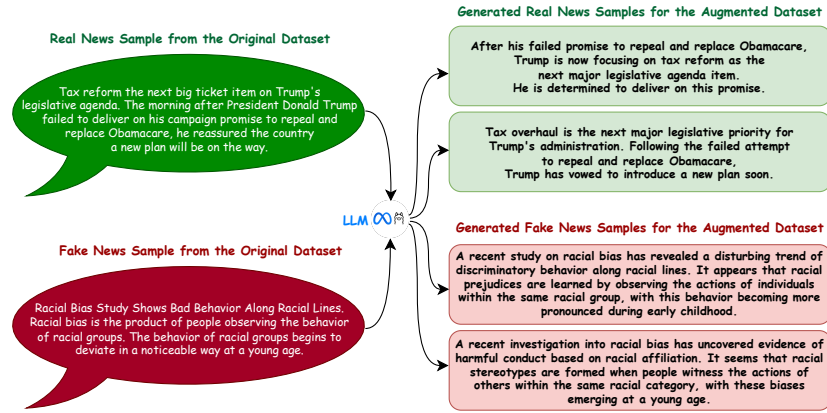 Real News Sample from the Original Dataset
Tax reform the next big ticket item on Trump's
legislative agenda. The morning after President Donald Trump
failed to deliver on his campaign promise to repeal and
replace Obamacare, he reassured the country
a new plan will be on the way.
Fake News Sample from the Original Dataset
Racial Bias Study Shows Bad Behavior Along Racial Lines.
Racial bias is the product of people observing the behavior
of racial groups. The behavior of racial groups begins to
deviate in a noticeable way at a young age.
LLM
Generated Real News Samples for the Augmented Dataset
After his failed promise to repeal and replace Obamacare,
Trump is now focusing on tax reform as the
next major legislative agenda item.
He is determined to deliver on this promise.
Tax overhaul is the next major legislative priority for
Trump's administration. Following the failed attempt
to repeal and replace Obamacare,
Trump has vowed to introduce a new plan soon.
Generated Fake News Samples for the Augmented Dataset
A recent study on racial bias has revealed a disturbing trend of
discriminatory behavior along racial lines. It appears that racial
prejudices are learned by observing the actions of individuals
within the same racial group, with this behavior becoming more
pronounced during early childhood.
A recent investigation into racial bias has uncovered evidence of
harmful conduct based on racial affiliation. It seems that racial
stereotypes are formed when people witness the actions of
others within the same racial category, with these biases
emerging at a young age.